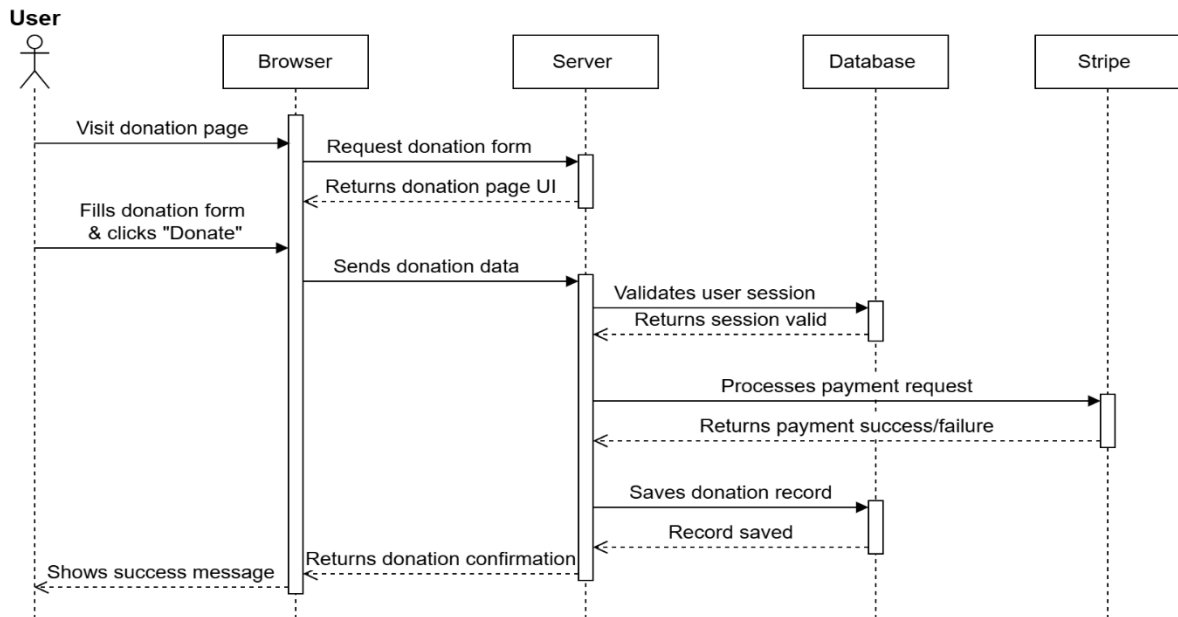 User
Browser
Server
Database
Stripe
Visit donation page
Request donation form
Returns donation page UI
Fills donation form
& clicks "Donate"
Sends donation data
Validates user session
Returns session valid
Processes payment request
Returns payment success/failure
Saves donation record
Record saved
Returns donation confirmation
Shows success message